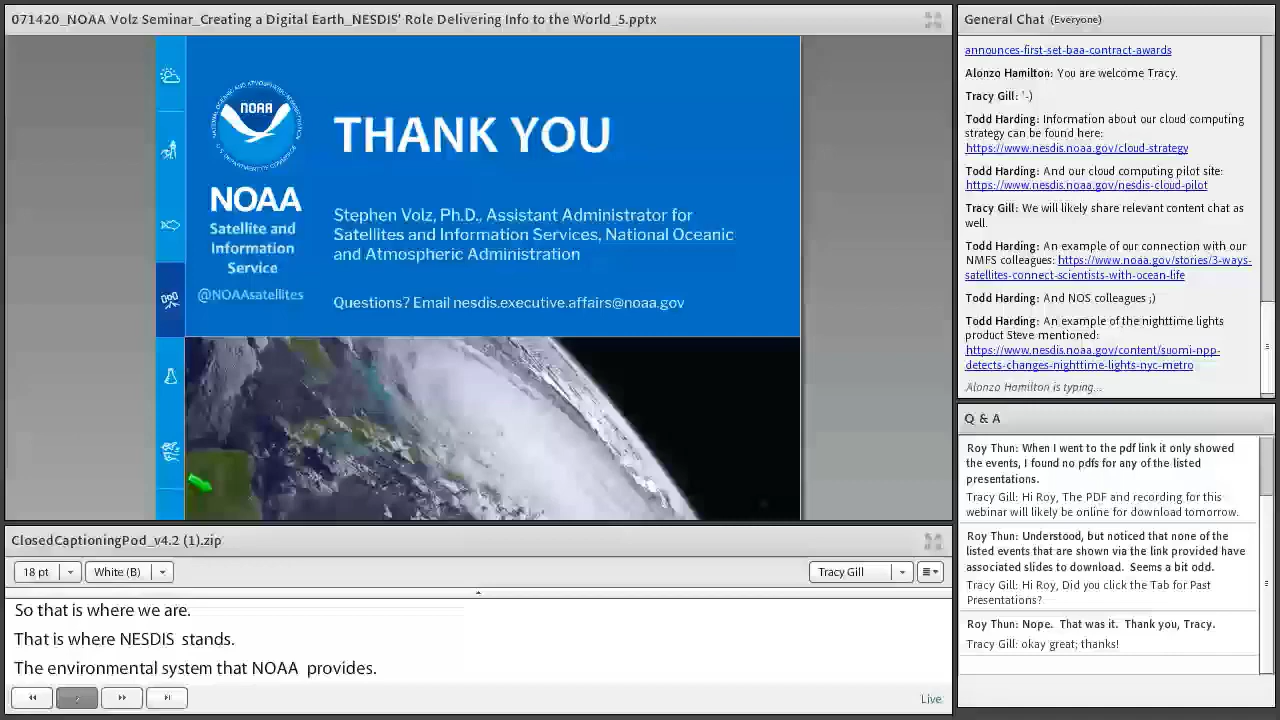 071420_NOAA Volz Seminar_Creating a Digital Earth_NESDIS' Role Delivering Info to the World _5.pptx
NATIONAL OCEANIC AND ATMOSPHERIC ADMINISTRATION
U.S. DEPARTMENT OF COMMERCE
NOAA
THANK YOU
NOAA
Satellite and
Information
Service
@NOAAsatellites
Stephen Volz, Ph.D., Assistant Administrator for
Satellites and Information Services, National Oceanic
and Atmospheric Administration
Questions? Email nesdis.executive.affairs@noaa.gov
ClosedCaptioningPod_v4.2 (1).zip
18 pt
White (B)
Tracy Gill
So that is where we are.
That is where NESDIS stands.
The environmental system that NOAA provides.
Live
General Chat (Everyone)
announces-first-set-baa-contract-awards
Alonzo Hamilton: You are welcome Tracy.
Tracy Gill: '-)
Todd Harding: Information about our cloud computing
strategy can be found here:
https://www.nesdis.noaa.gov/cloud-strategy
Todd Harding: And our cloud computing pilot site:
https://www.nesdis.noaa.gov/nesdis-cloud-pilot
Tracy Gill: We will likely share relevant content chat as
well.
Todd Harding: An example of our connection with our
NMFS colleagues: https://www.noaa.gov/stories/3-ways-
satellites-connect-scientists-with-ocean-life
Todd Harding: And NOS colleagues ;)
Todd Harding: An example of the nighttime lights
product Steve mentioned:
https://www.nesdis.noaa.gov/content/suomi-npp-
detects-changes-nighttime-lights-nyc-metro
Alonzo Hamilton is typing...
Q & A
Roy Thun: When I went to the pdf link it only showed
the events, I found no pdfs for any of the listed
presentations.
Tracy Gill: Hi Roy, The PDF and recording for this
webinar will likely be online for download tomorrow.
Roy Thun: Understood, but noticed that none of the
listed events that are shown via the link provided have
associated slides to download. Seems a bit odd.
Tracy Gill: Hi Roy, Did you click the Tab for Past
Presentations?
Roy Thun: Nope. That was it. Thank you, Tracy.
Tracy Gill: okay great; thanks!